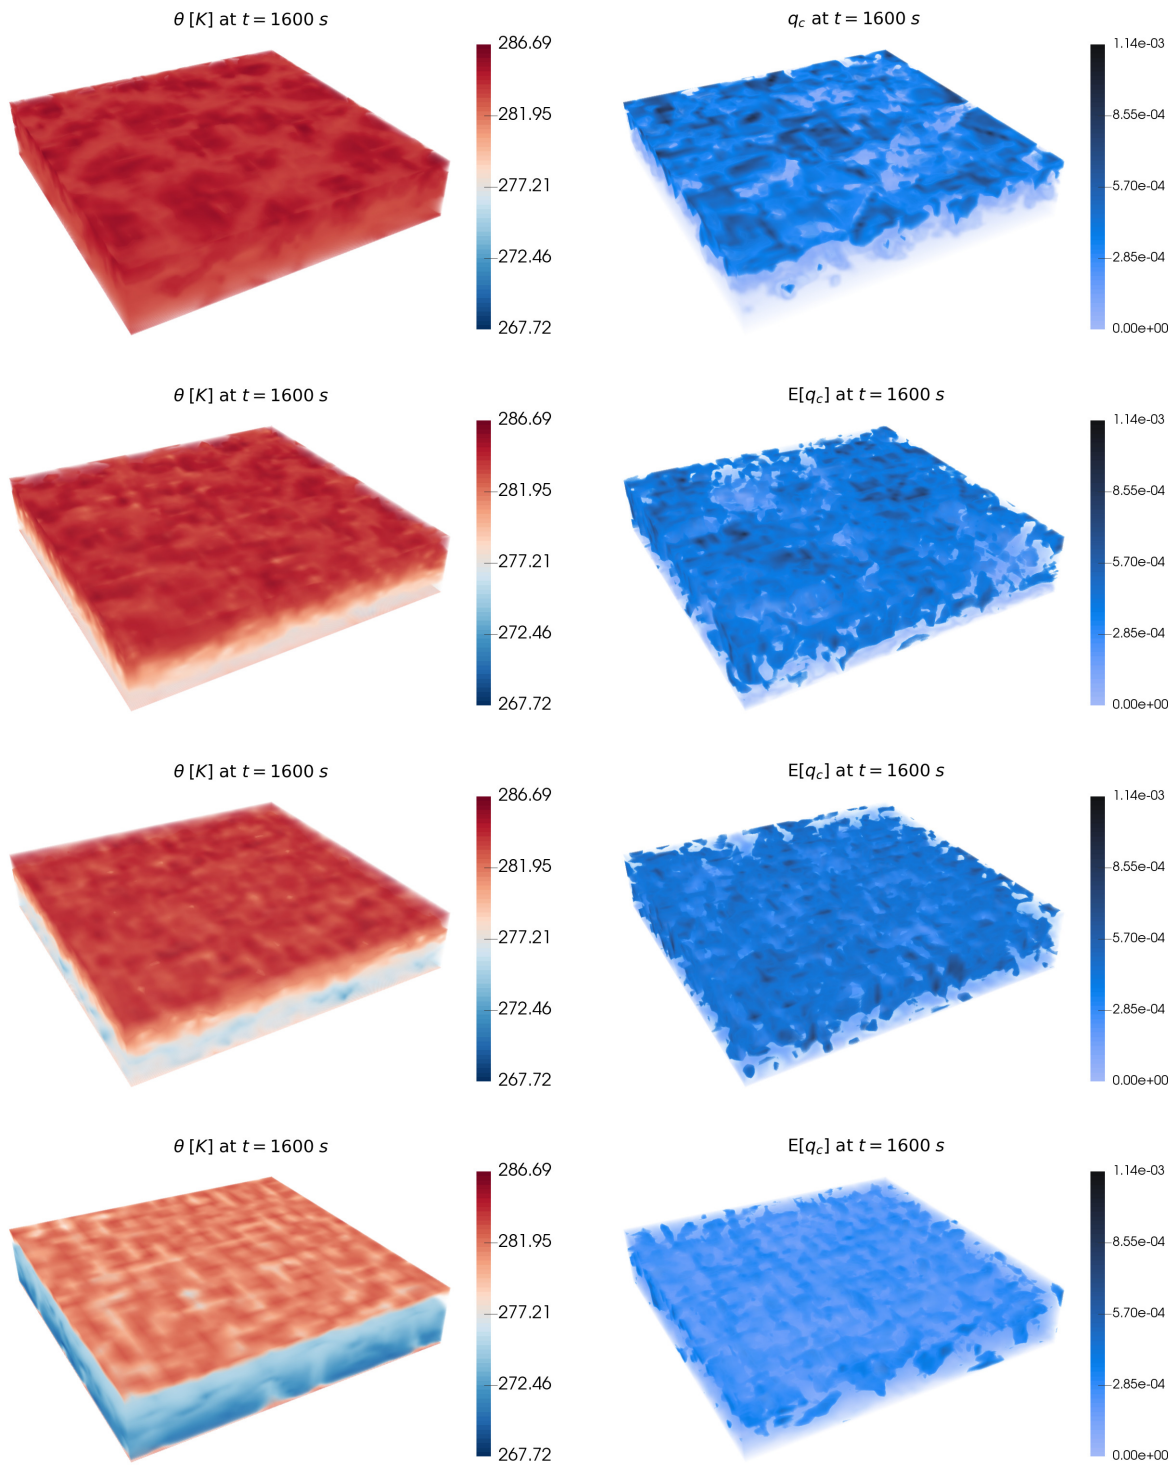 θ [K] at t = 1600 s
286.69
281.95
277.21
272.46
267.72
q_c at t = 1600 s
1.14e-03
8.55e-04
5.70e-04
2.85e-04
0.00e+00
θ [K] at t = 1600 s
286.69
281.95
277.21
272.46
267.72
E[q_c] at t = 1600 s
1.14e-03
8.55e-04
5.70e-04
2.85e-04
0.00e+00
θ [K] at t = 1600 s
286.69
281.95
277.21
272.46
267.72
E[q_c] at t = 1600 s
1.14e-03
8.55e-04
5.70e-04
2.85e-04
0.00e+00
θ [K] at t = 1600 s
286.69
281.95
277.21
272.46
267.72
E[q_c] at t = 1600 s
1.14e-03
8.55e-04
5.70e-04
2.85e-04
0.00e+00